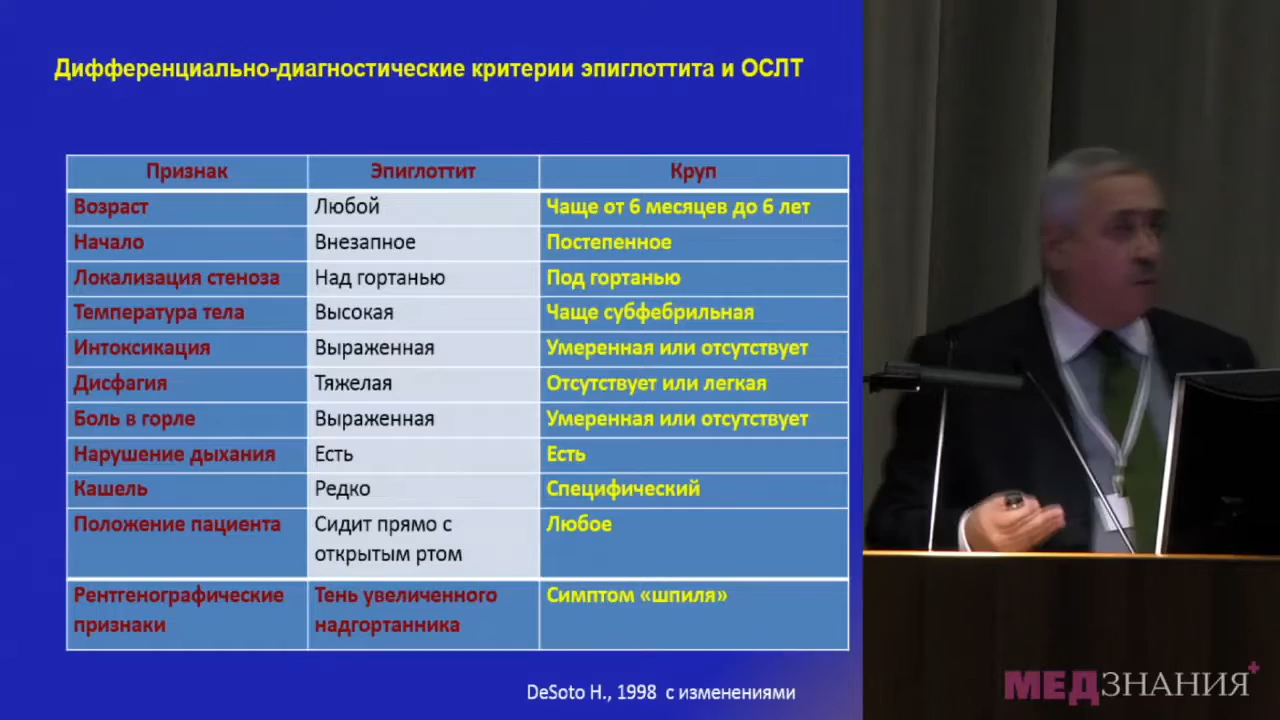 Дифференциально-диагностические критерии эпиглоттита и ОСЛТ
Признак Эпиглоттит Круп
Возраст Любой Чаще от 6 месяцев до 6 лет
Начало Внезапное Постепенное
Локализация стеноза Над гортанью Под гортанью
Температура тела Высокая Чаще субфебрильная
Интоксикация Выраженная Умеренная или отсутствует
Дисфагия Тяжелая Отсутствует или легкая
Боль в горле Выраженная Умеренная или отсутствует
Нарушение дыхания Есть Есть
Кашель Редко Специфический
Положение пациента Сидит прямо с Любое
открытым ртом
Рентгенографические Тень увеличенного Симптом «шпиля»
признаки надгортанника
DeSoto H., 1998 с изменениями
МЕДЗНАНИЯ+